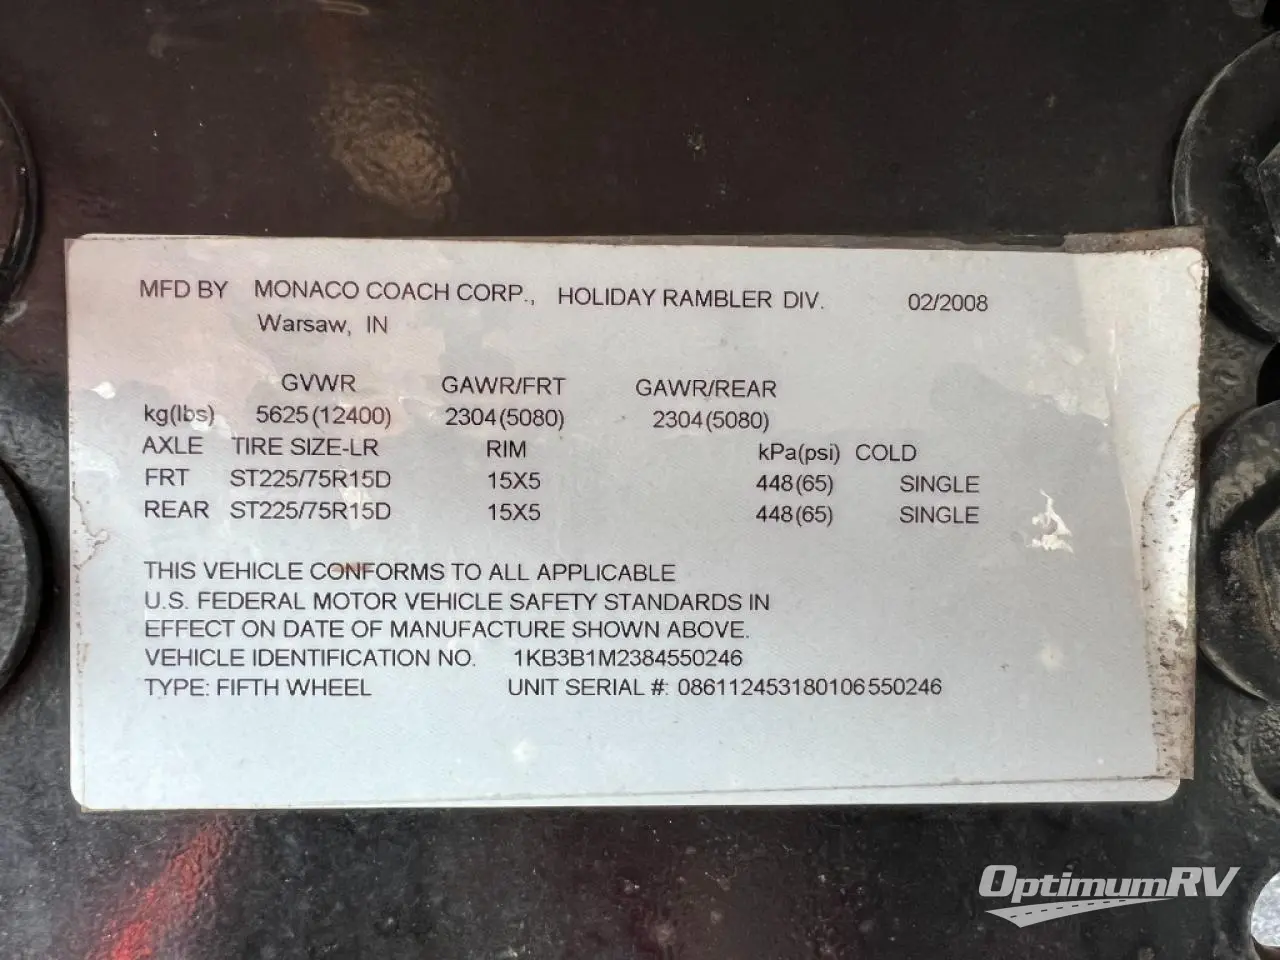 MFD BY MONACO COACH CORP., HOLIDAY RAMBLER DIV. 02/2008
Warsaw, IN
GVWR GAWR/FRT GAWR/REAR
kg(lbs) 5625(12400) 2304(5080) 2304(5080)
AXLE TIRE SIZE-LR RIM kPa(psi) COLD
FRT ST225/75R15D 15X5 448(65) SINGLE
REAR ST225/75R15D 15X5 448(65) SINGLE
THIS VEHICLE CONFORMS TO ALL APPLICABLE
U.S. FEDERAL MOTOR VEHICLE SAFETY STANDARDS IN
EFFECT ON DATE OF MANUFACTURE SHOWN ABOVE.
VEHICLE IDENTIFICATION NO. 1KB3B1M2384550246
TYPE: FIFTH WHEEL UNIT SERIAL #: 086112453180106550246
OptimumRV